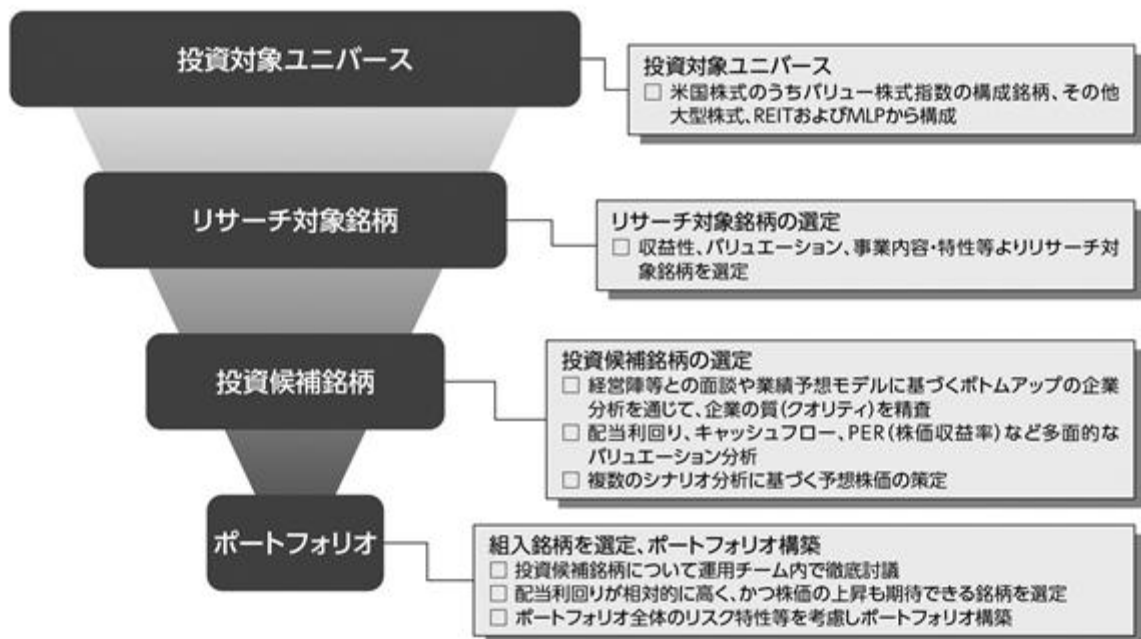 投資対象ユニバース
投資対象ユニバース
□ 米国株式のうちバリュー株式指数の構成銘柄、その他
大型株式、REITおよびMLPから構成
リサーチ対象銘柄
リサーチ対象銘柄の選定
□ 収益性、バリュエーション、事業内容・特性等よりリサーチ対
象銘柄を選定
投資候補銘柄
投資候補銘柄の選定
□ 経営陣等との面談や業績予想モデルに基づくボトムアップの企業
分析を通じて、企業の質(クオリティ)を精査
□ 配当利回り、キャッシュフロー、PER(株価収益率)など多面的な
バリュエーション分析
□ 複数のシナリオ分析に基づく予想株価の策定
ポートフォリオ
組入銘柄を選定、ポートフォリオ構築
□ 投資候補銘柄について運用チーム内で徹底討議
□ 配当利回りが相対的に高く、かつ株価の上昇も期待できる銘柄を選定
□ ポートフォリオ全体のリスク特性等を考慮しポートフォリオ構築